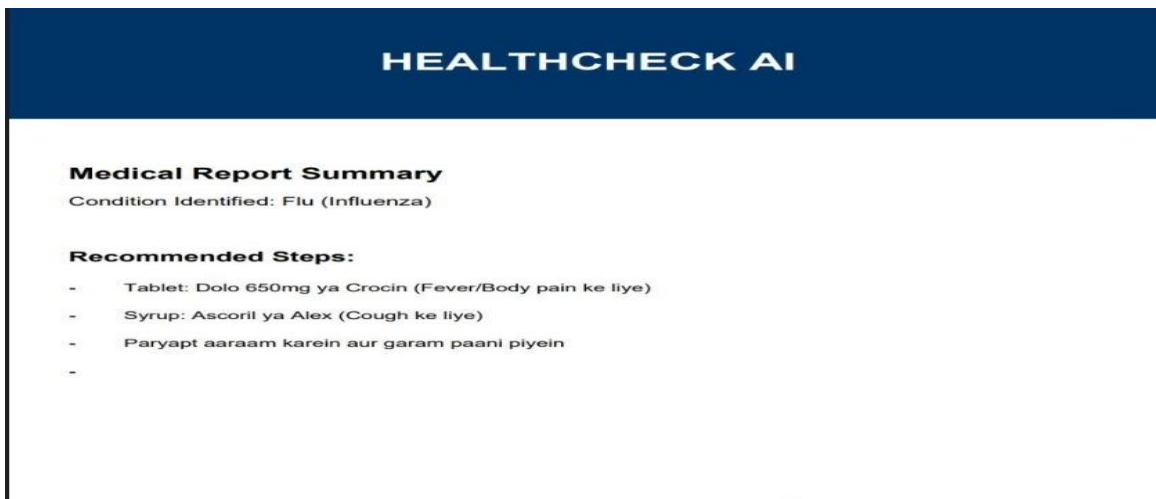 HEALTHCHECK AI
Medical Report Summary
Condition Identified: Flu (Influenza)
Recommended Steps:
- Tablet: Dolo 650mg ya Crocin (Fever/Body pain ke liye)
- Syrup: Ascoril ya Alex (Cough ke liye)
- Paryapt aaraam karein aur garam paani piyein
-